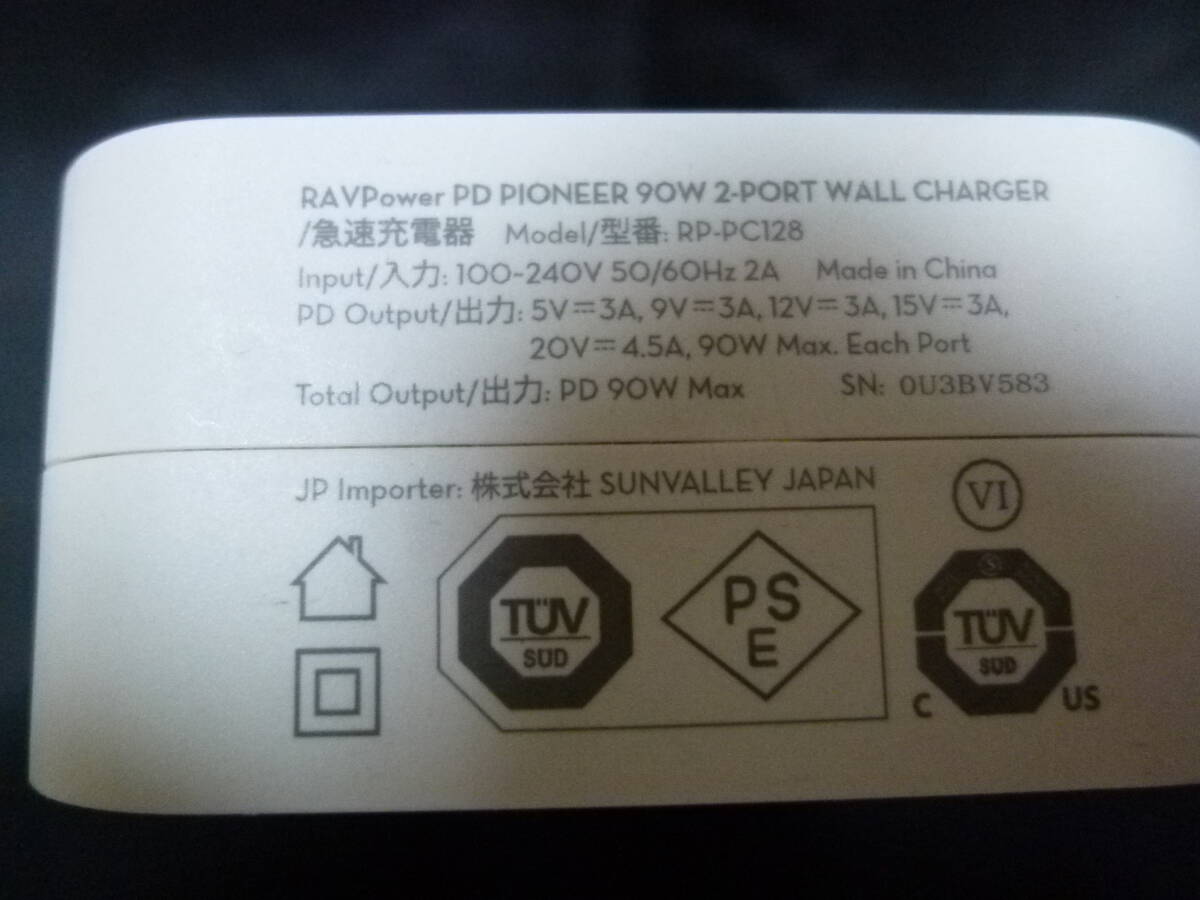 RAVPower PD PIONEER 90W 2-PORT WALL CHARGER
/急速充電器 Model/型番: RP-PC128
Input/入力: 100-240V 50/60Hz 2A Made in China
PD Output/出力: 5V⎓3A, 9V⎓3A, 12V⎓3A, 15V⎓3A,
20V⎓4.5A, 90W Max. Each Port
Total Output/出力: PD 90W Max SN: 0U3BV583
JP Importer: 株式会社 SUNVALLEY JAPAN
VI
TÜV
SÜD
PS
E
TÜV
SÜD
C US